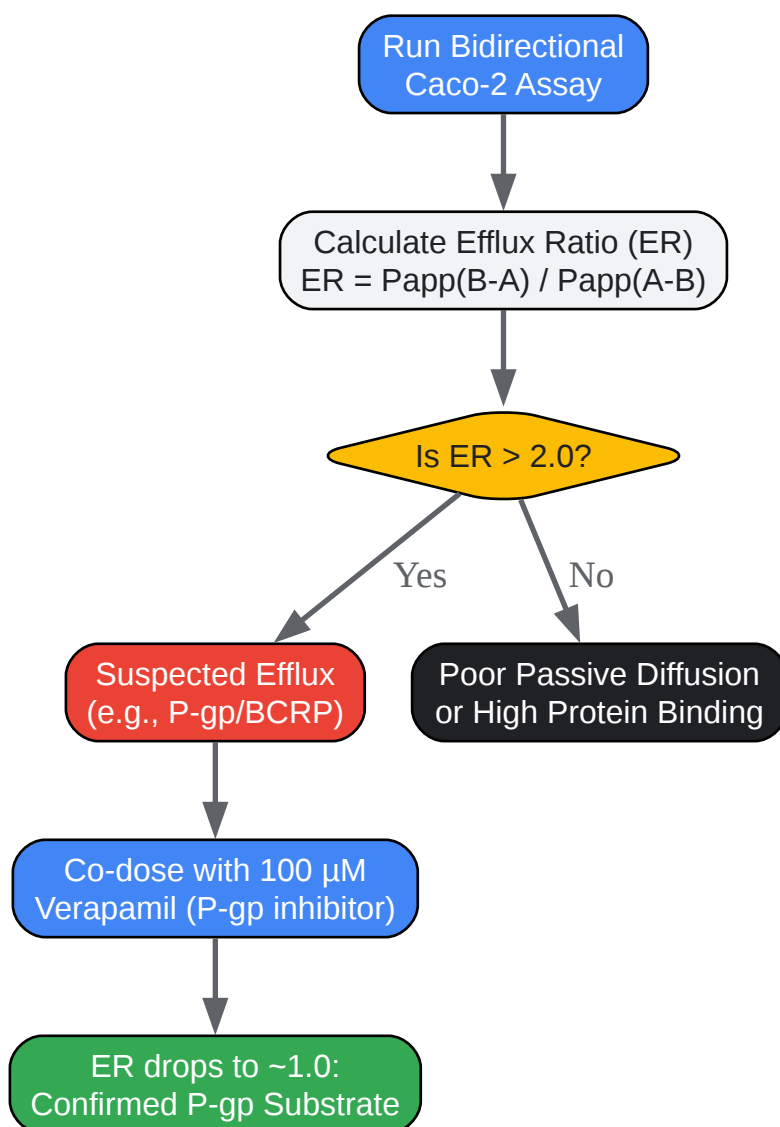 Run Bidirectional
Caco-2 Assay
Calculate Efflux Ratio (ER)
ER = Papp(B-A) / Papp(A-B)
Is ER > 2.0?
Yes
No
Suspected Efflux
(e.g., P-gp/BCRP)
Poor Passive Diffusion
or High Protein Binding
Co-dose with 100 µM
Verapamil (P-gp inhibitor)
ER drops to ~1.0:
Confirmed P-gp Substrate